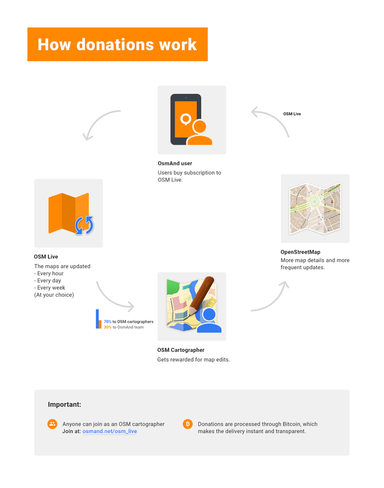 How donations work
OSM Live
OsmAnd user
Users buy subscription to
OSM Live.
OpenStreetMap
More map details and more
frequent updates.
OSM Live
The maps are updated
- Every hour
- Every day
- Every week
(At your choice)
to OSM cartographers
to OsmAnd team
OSM Cartographer
Gets rewarded for map edits.
Important:
Anyone can join as an OSM cartographer
Join at: osmand.net/osm_live
Donations are processed through Bitcoin, which
makes the delivery instant and transparent.